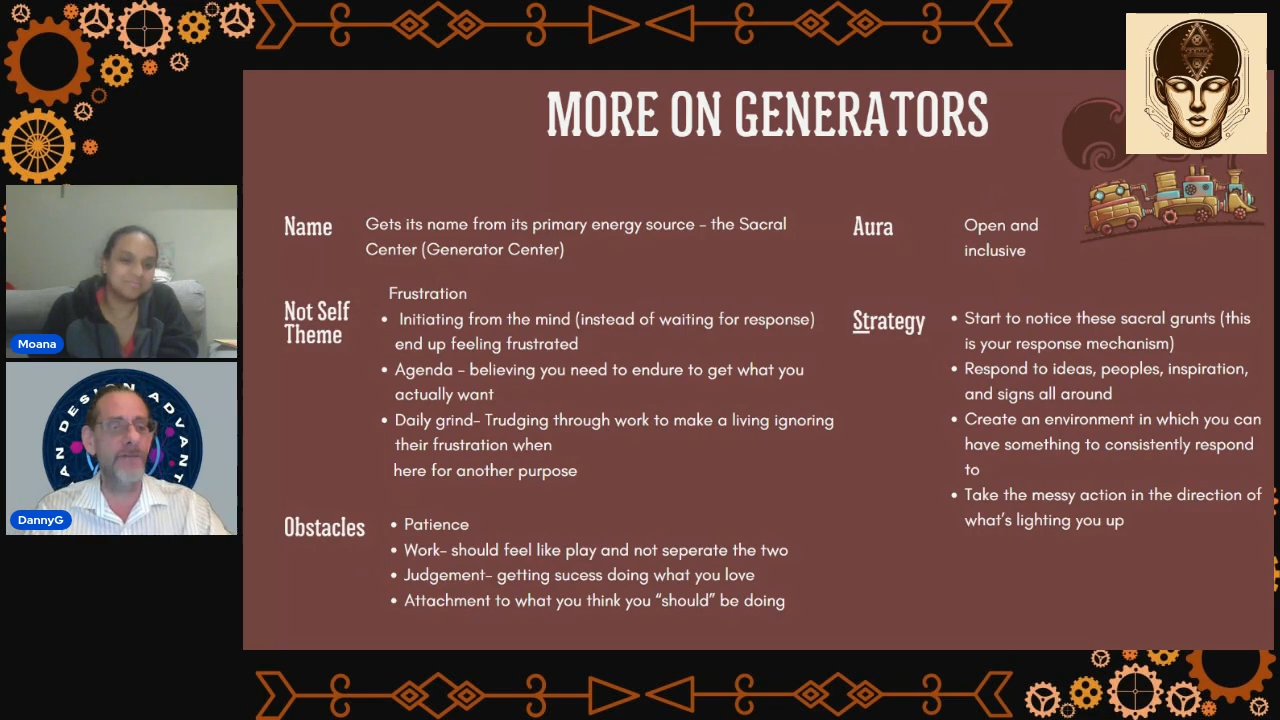 MORE ON GENERATORS
Name
Gets its name from its primary energy source - the Sacral
Center (Generator Center)
Not Self
Theme
Frustration
• Initiating from the mind (instead of waiting for response)
end up feeling frustrated
• Agenda - believing you need to endure to get what you
actually want
• Daily grind- Trudging through work to make a living ignoring
their frustration when
here for another purpose
Obstacles
• Patience
• Work- should feel like play and not seperate the two
• Judgement- getting sucess doing what you love
• Attachment to what you think you “should” be doing
Aura
Open and
inclusive
Strategy
• Start to notice these sacral grunts (this
is your response mechanism)
• Respond to ideas, peoples, inspiration,
and signs all around
• Create an environment in which you can
have something to consistently respond
to
• Take the messy action in the direction of
what's lighting you up
Moana
AN DESIGN ADVANT
DannyG